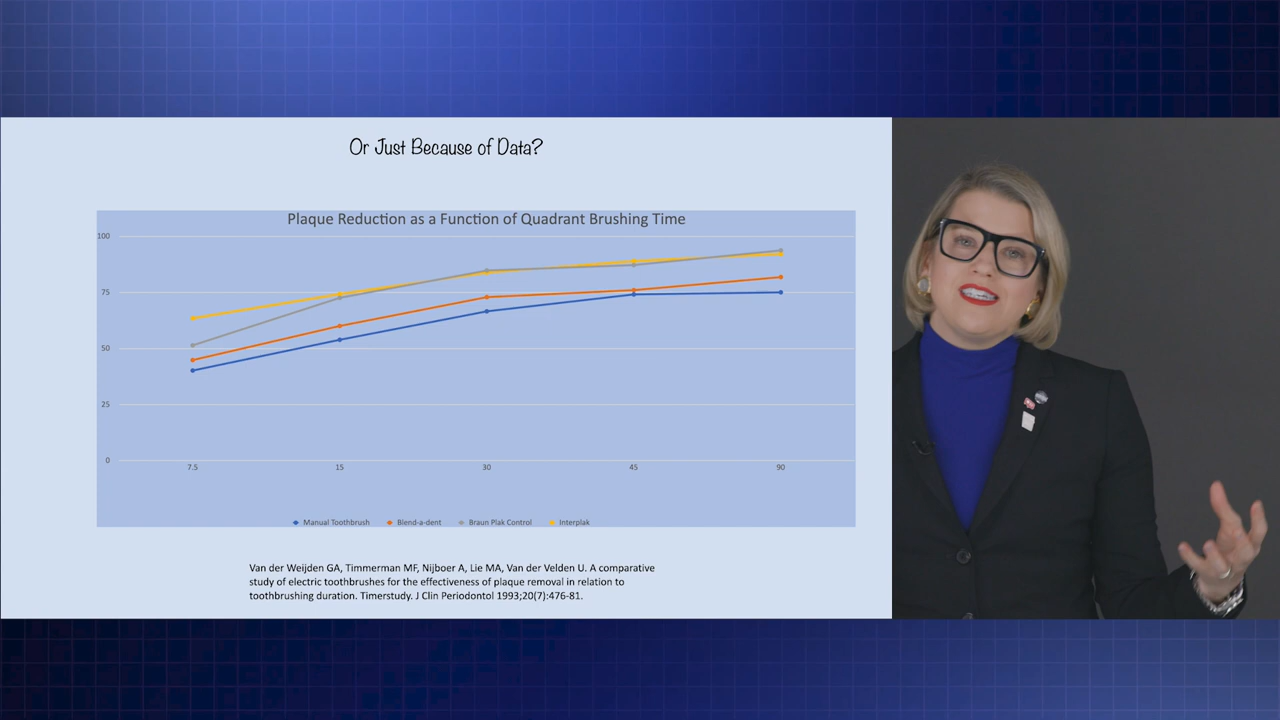 Or Just Because of Data?
Plaque Reduction as a Function of Quadrant Brushing Time
100
75
50
25
0
7.5 15 30 45 90
Manual Toothbrush Blend-a-dent Braun Plak Control Interplak
Van der Weijden GA, Timmerman MF, Nijboer A, Lie MA, Van der Velden U. A comparative
study of electric toothbrushes for the effectiveness of plaque removal in relation to
toothbrushing duration. Timerstudy. J Clin Periodontol 1993;20(7):476-81.